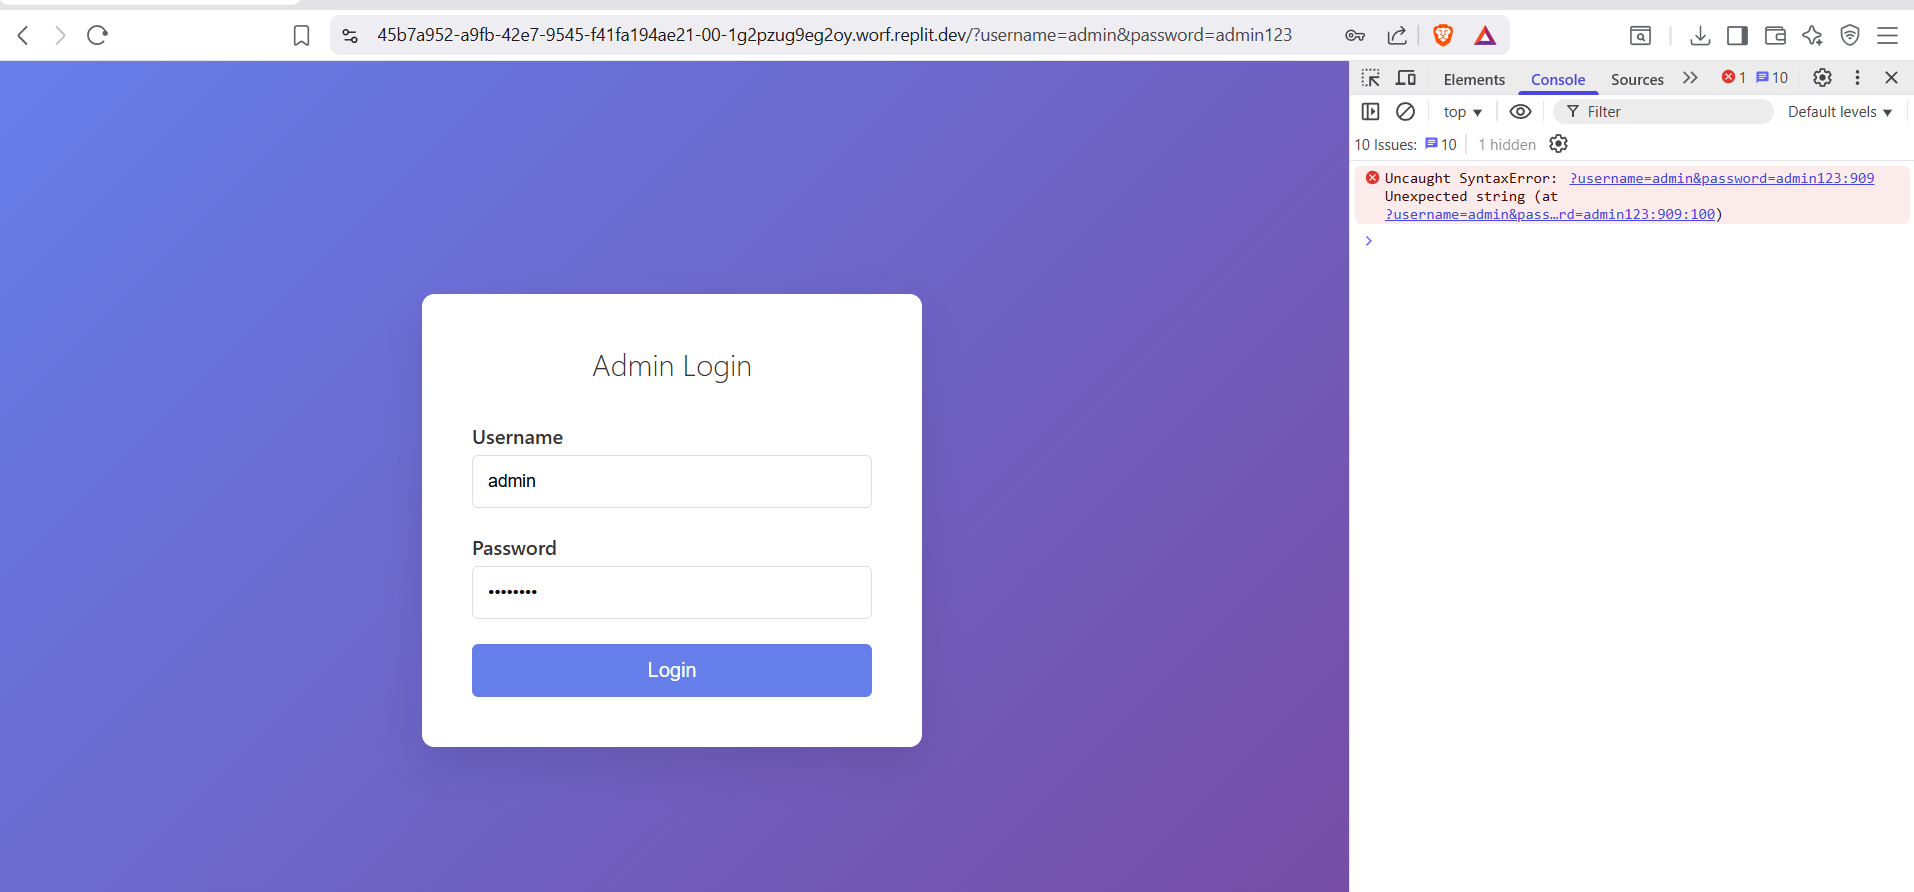 45b7a952-a9fb-42e7-9545-f41fa194ae21-00-1g2pzug9eg2oy.worf.replit.dev/?username=admin&password=admin123
Elements Console Sources 1 10
top Filter Default levels
10 Issues: 10 1 hidden
Uncaught SyntaxError: ?username=admin&password=admin123:909
Unexpected string (at
?username=admin&pass…rd=admin123:909:100)
Admin Login
Username
admin
Password
••••••••
Login